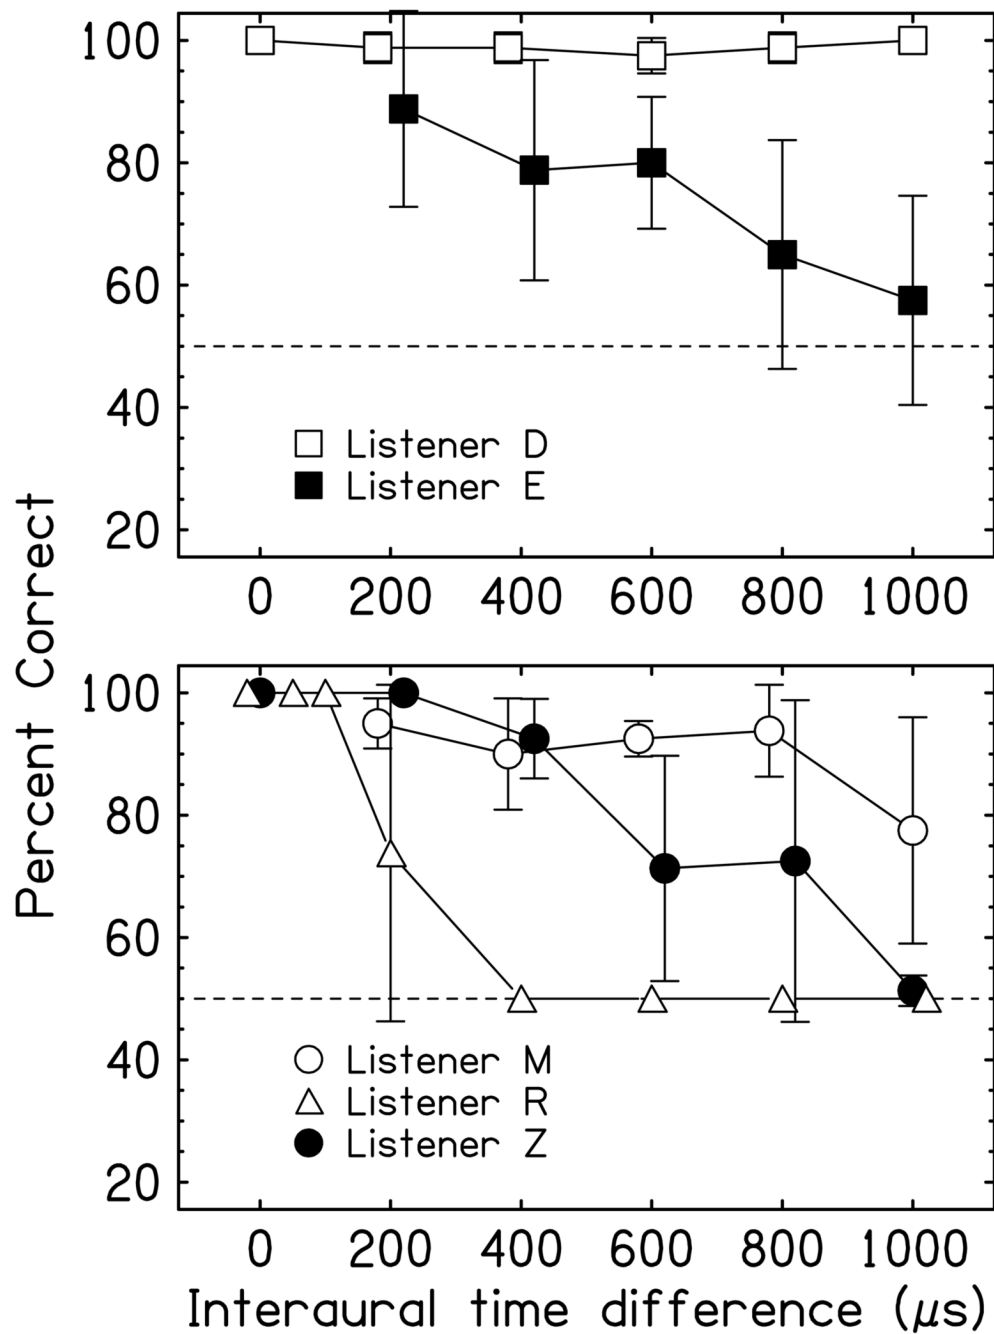 100
80
60
40
20
Listener D
Listener E
0 200 400 600 800 1000
Percent Correct
100
80
60
40
20
Listener M
Listener R
Listener Z
0 200 400 600 800 1000
Interaural time difference (μs)